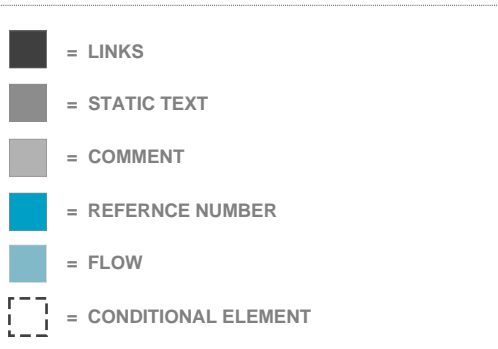 = LINKS
= STATIC TEXT
= COMMENT
= REFERNCE NUMBER
= FLOW
= CONDITIONAL ELEMENT